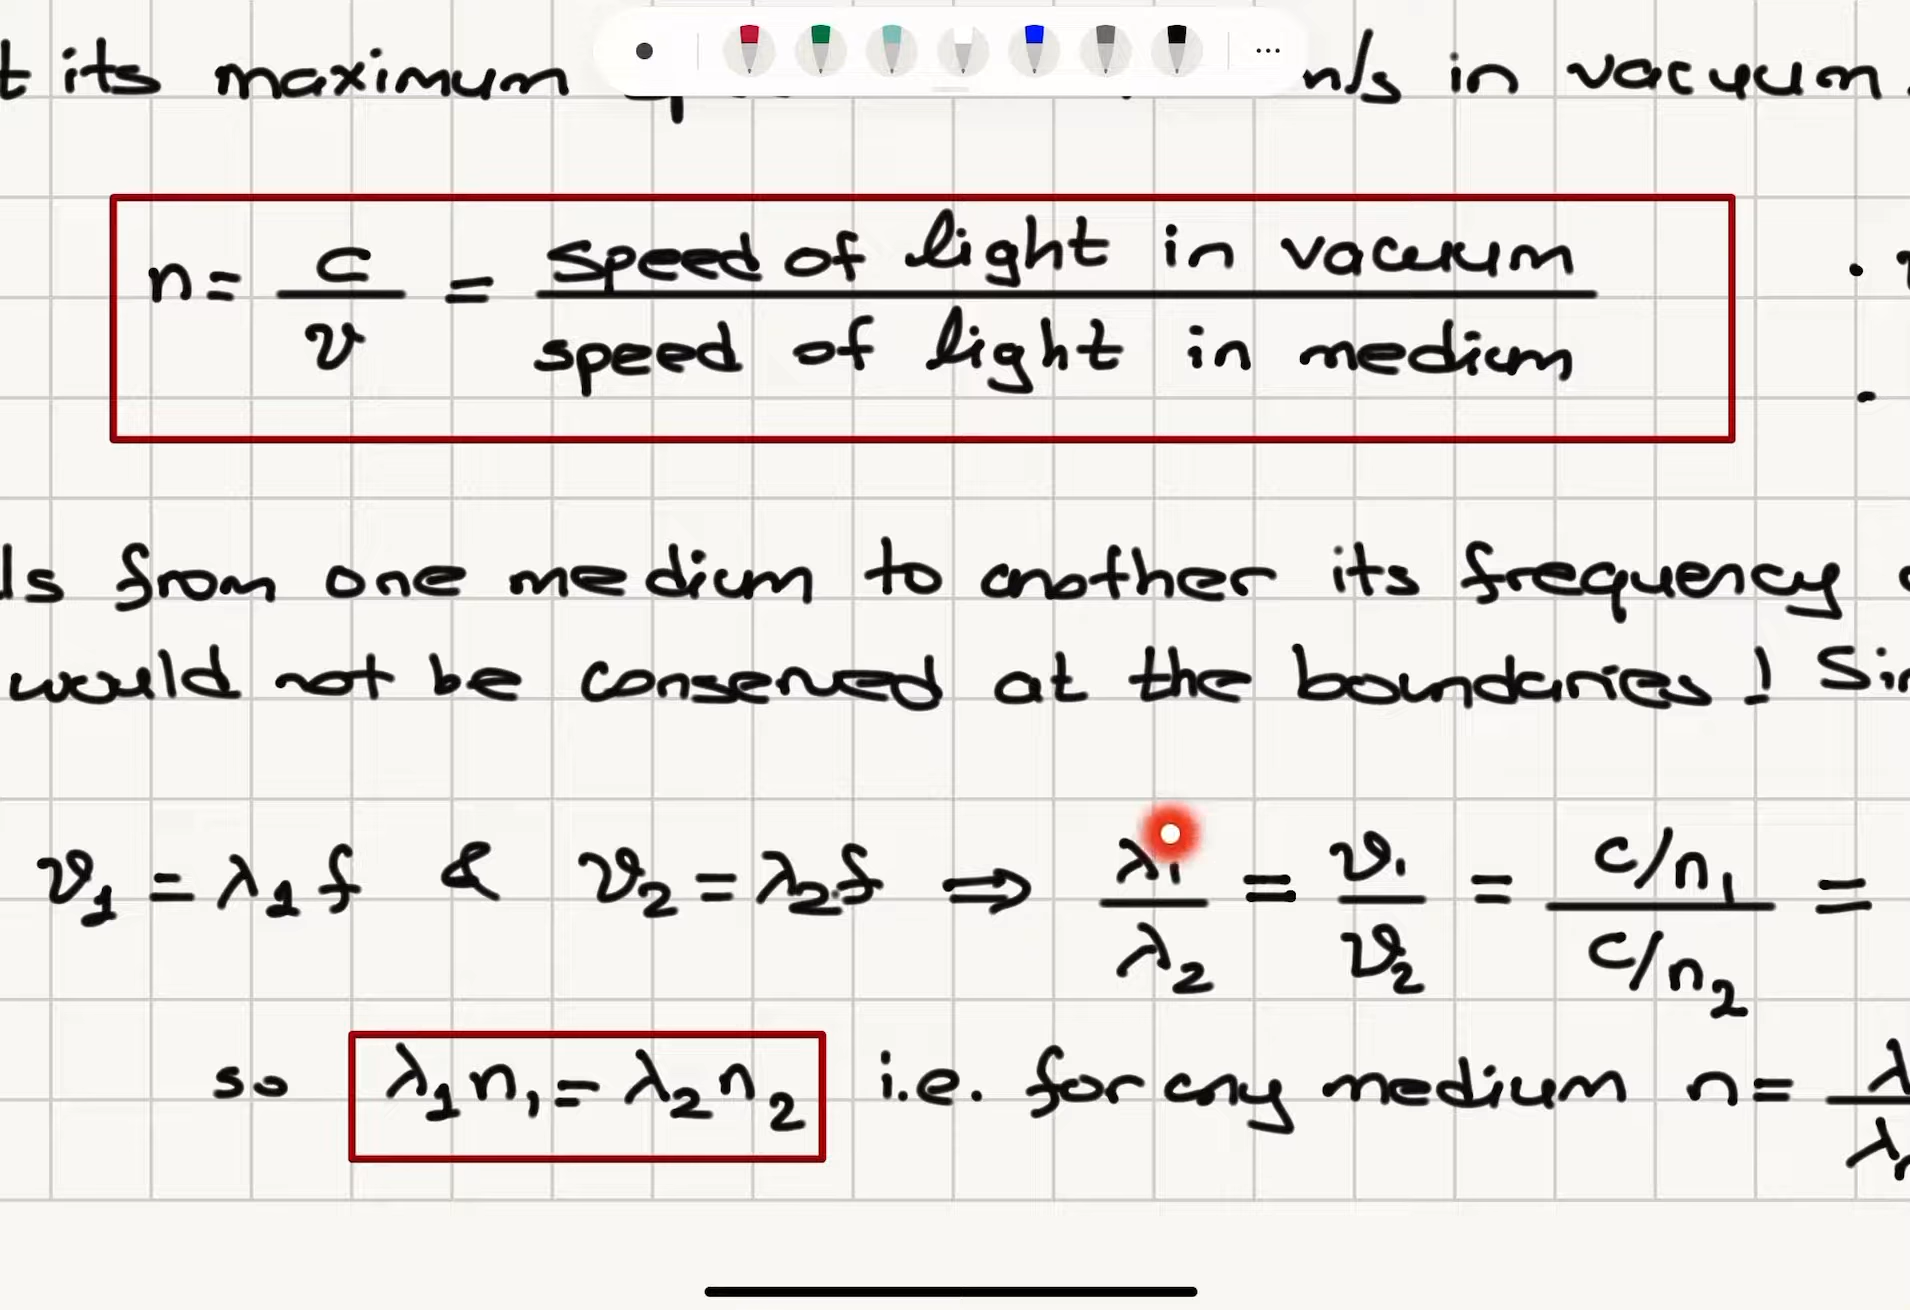 its maximum n/s in vacuum.
n = c/v = speed of light in vacuum / speed of light in medium
ls from one medium to another its frequency
would not be conserved at the boundaries! Sin
v₁ = λ₁f & v₂ = λ₂f ⇒ λ₁/λ₂ = v₁/v₂ = c/n₁ / c/n₂ =
so λ₁n₁ = λ₂n₂ i.e. for any medium n = λ/λ